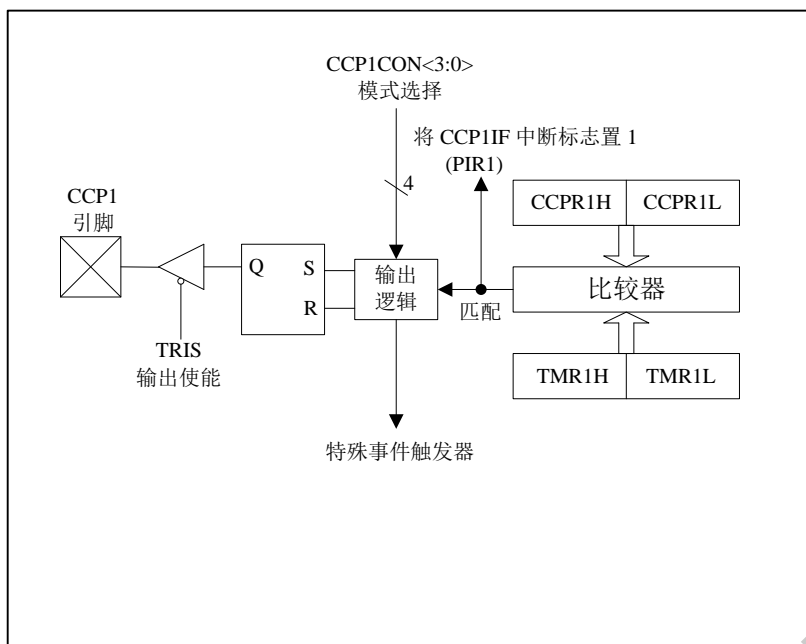 CCP1CON<3:0>
模式选择
将 CCP1IF 中断标志置 1
(PIR1)
4
CCP1
引脚
CCPR1H CCPR1L
Q S
R
输出
逻辑
匹配
比较器
TRIS
输出使能
TMR1H TMR1L
特殊事件触发器